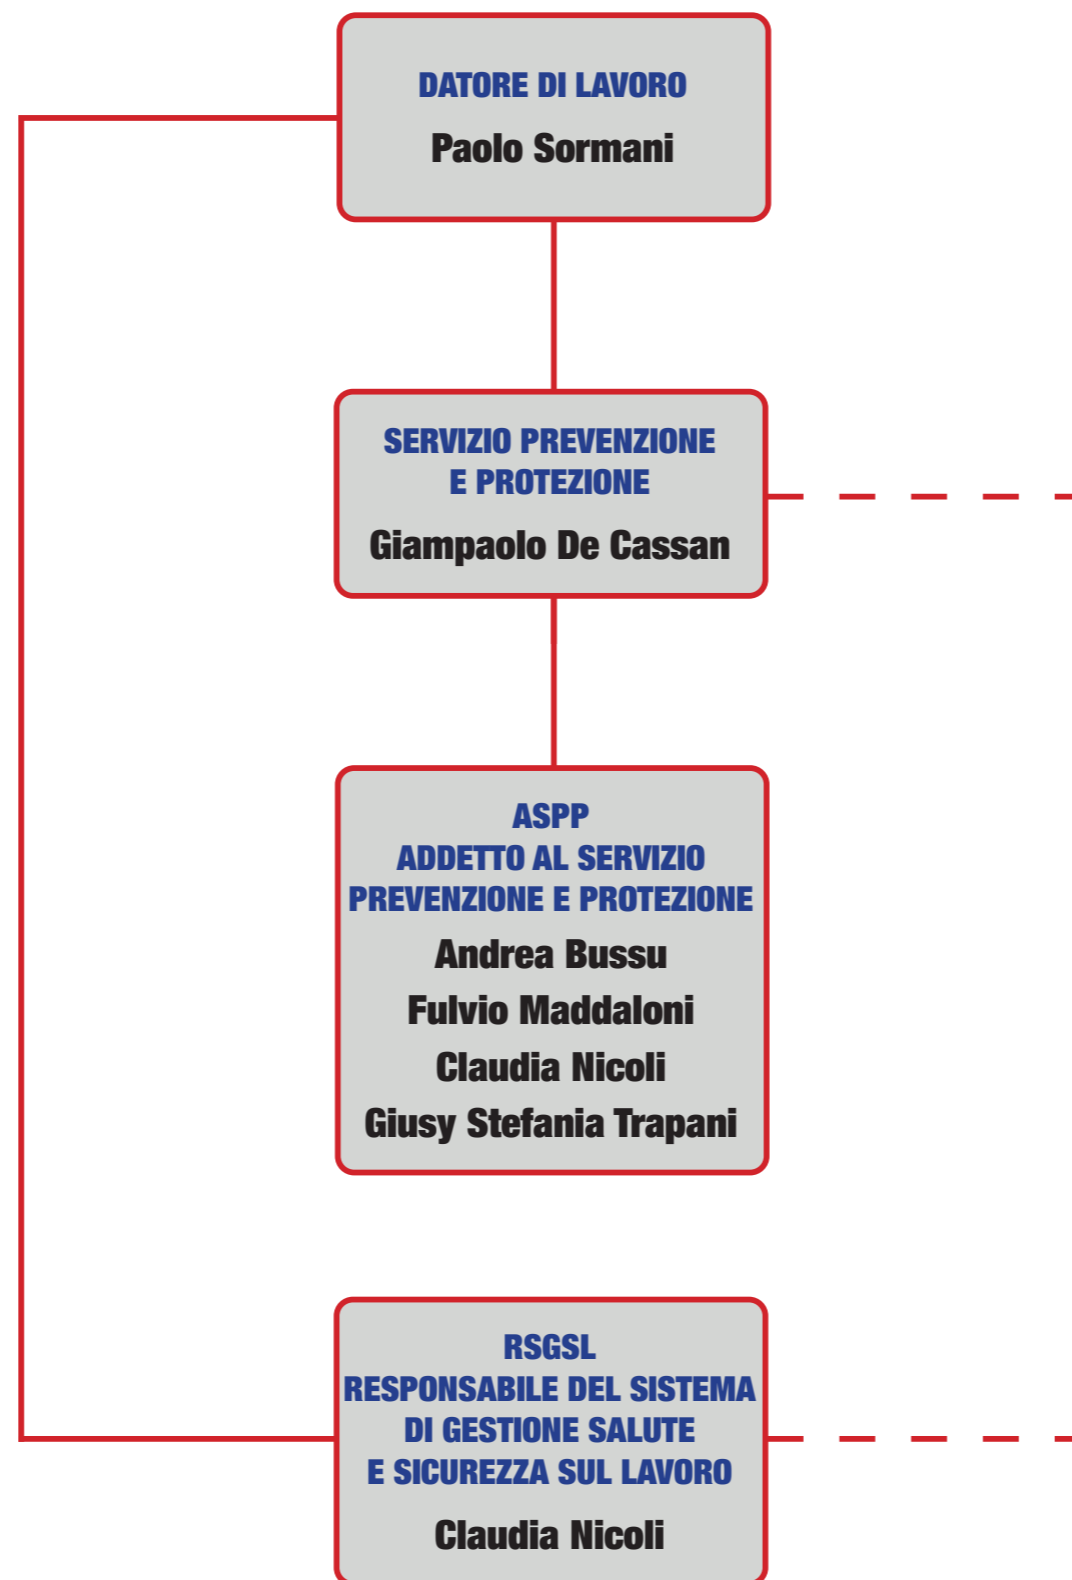 DATORE DI LAVORO
Paolo Sormani
SERVIZIO PREVENZIONE
E PROTEZIONE
Giampaolo De Cassan
ASPP
ADDETTO AL SERVIZIO
PREVENZIONE E PROTEZIONE
Andrea Bussu
Fulvio Maddaloni
Claudia Nicoli
Giusy Stefania Trapani
RSGSL
RESPONSABILE DEL SISTEMA
DI GESTIONE SALUTE
E SICUREZZA SUL LAVORO
Claudia Nicoli